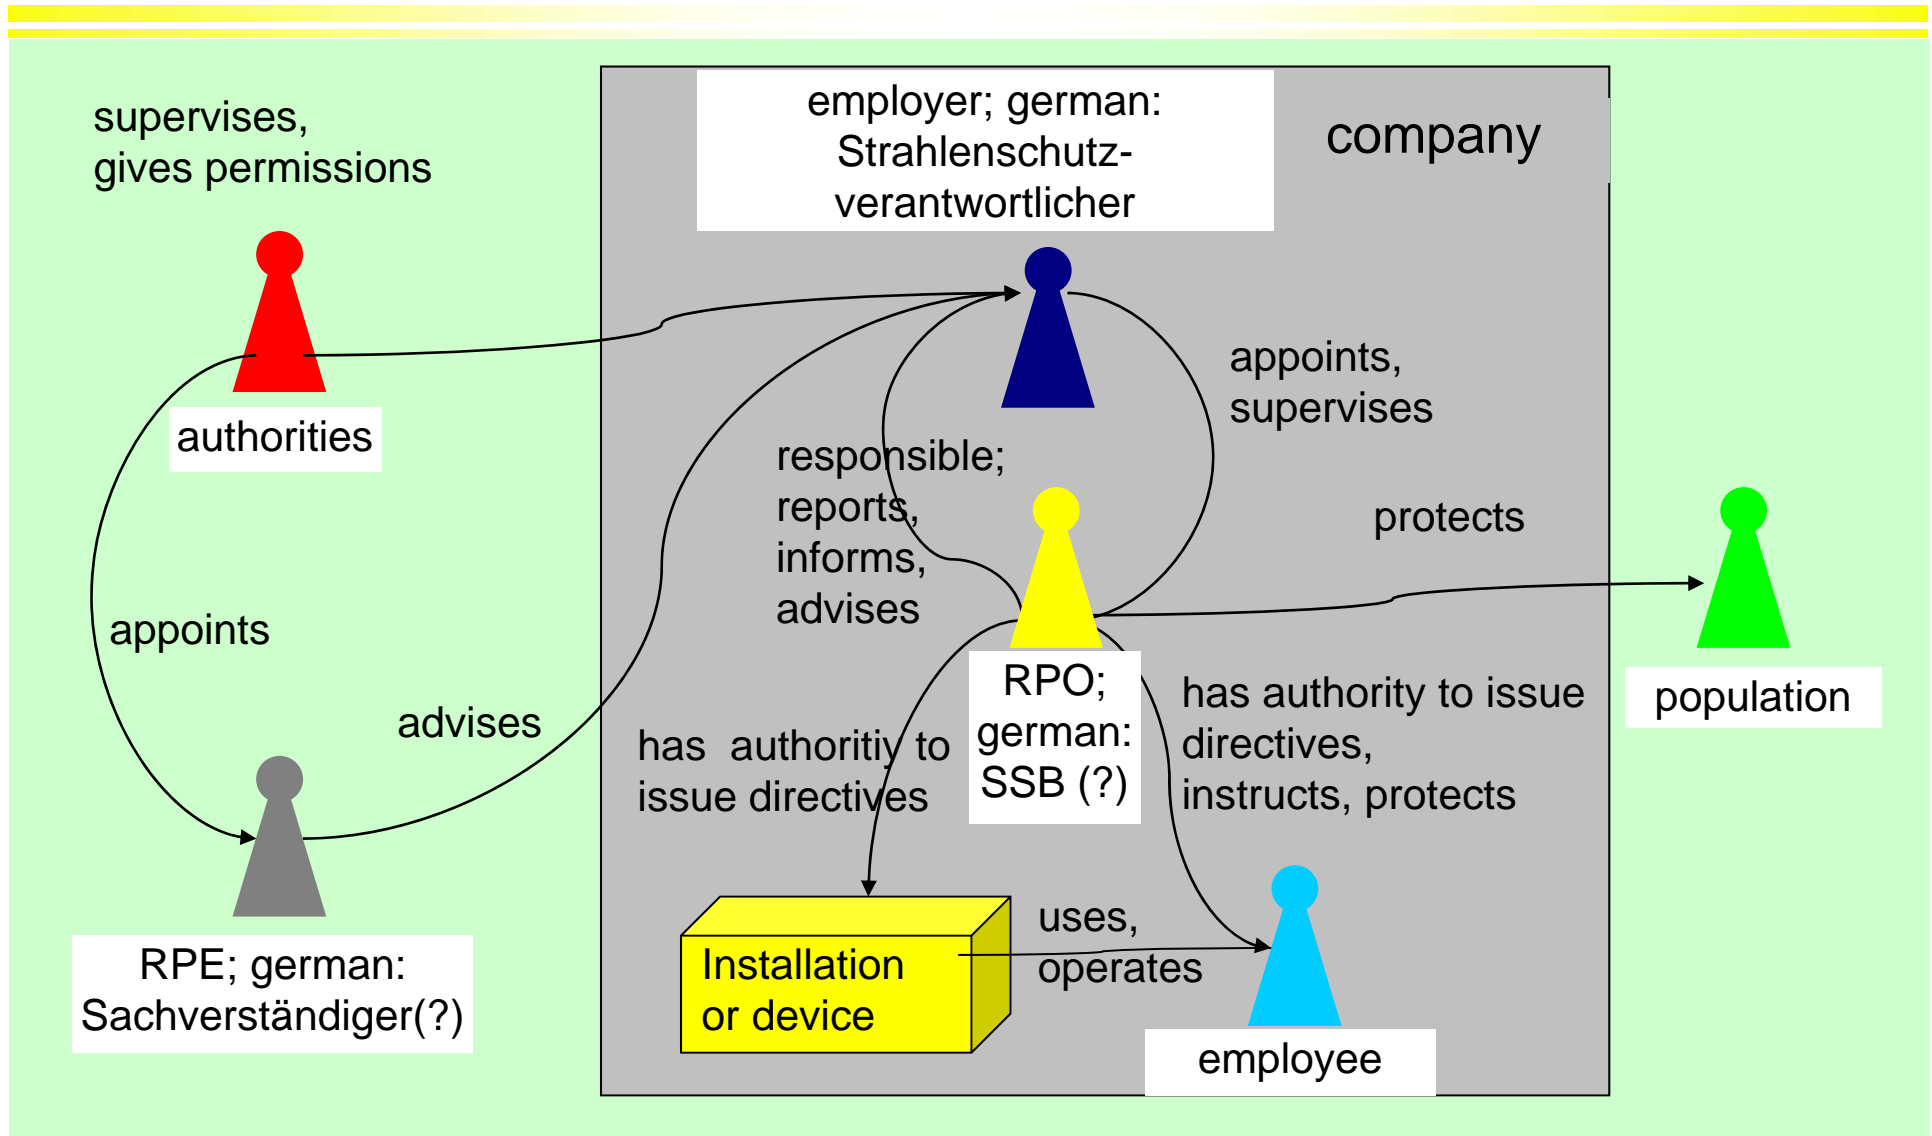 supervises,
gives permissions
employer; german:
Strahlenschutz-
verantwortlicher
company
authorities
appoints,
supervises
responsible;
reports,
informs,
advises
protects
appoints
advises
RPO;
german:
SSB (?)
has authority to issue
directives,
instructs, protects
population
has authoritiy to
issue directives
uses,
operates
Installation
or device
RPE; german:
Sachverständiger(?)
employee